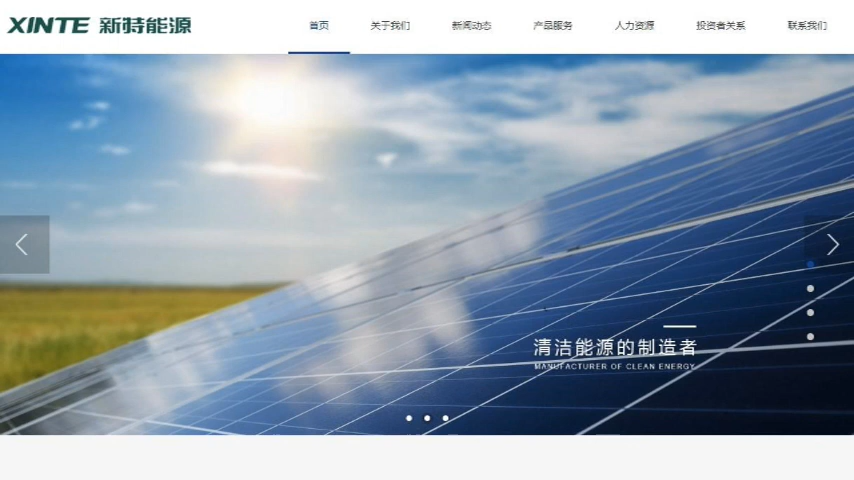 XINTE 新特能源
首页 关于我们 新闻动态 产品服务 人力资源 投资者关系 联系我们
清洁能源的制造者
MANUFACTURER OF CLEAN ENERGY